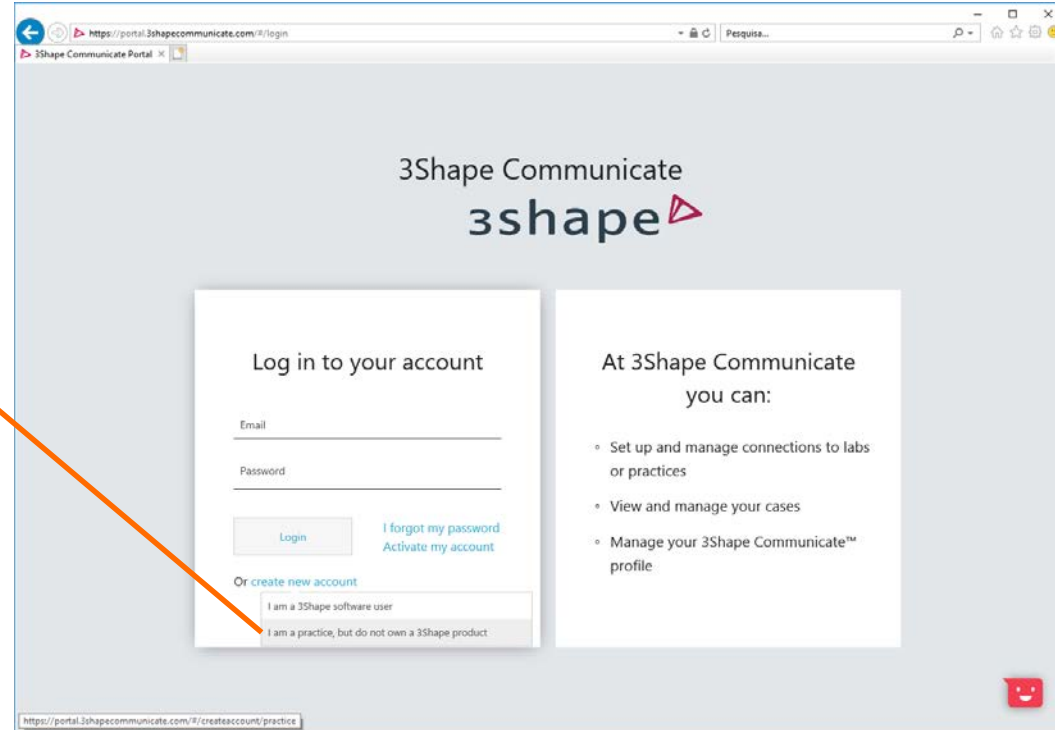 https://portal.3shapecommunicate.com/#/login
Pesquisa...
3Shape Communicate Portal
3Shape Communicate
3shape
Log in to your account
Email
Password
Login
I forgot my password
Activate my account
Or create new account
I am a 3Shape software user
I am a practice, but do not own a 3Shape product
At 3Shape Communicate
you can:
Set up and manage connections to labs
or practices
View and manage your cases
Manage your 3Shape Communicate™
profile
https://portal.3shapecommunicate.com/#/createaccount/practice